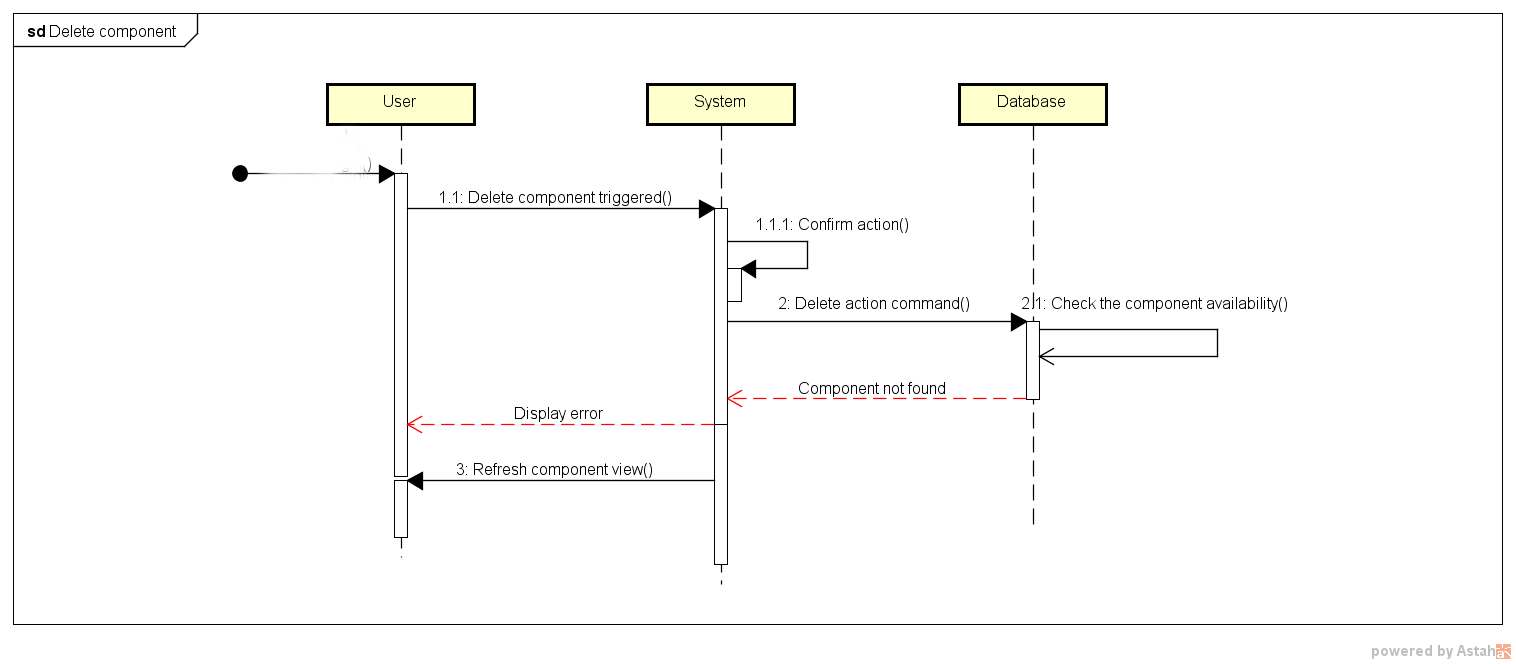 sd Delete component
User
System
Database
)
1.1: Delete component triggered()
1.1.1: Confirm action()
2: Delete action command()
2.1: Check the component availability()
Component not found
Display error
3: Refresh component view()
powered by Astah